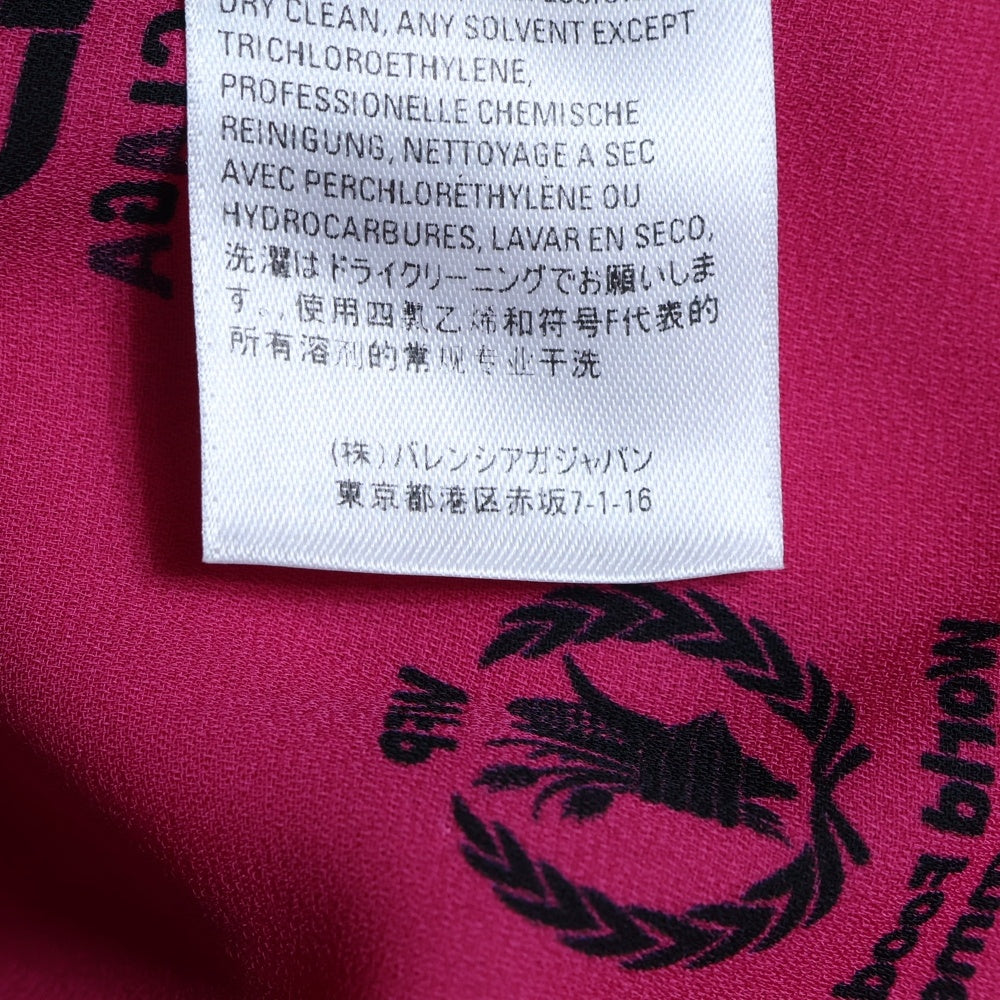 DRY CLEAN, ANY SOLVENT EXCEPT
TRICHLOROETHYLENE,
PROFESSIONELLE CHEMISCHE
REINIGUNG, NETTOYAGE A SEC
AVEC PERCHLORÉTHYLÈNE OU
HYDROCARBURES, LAVAR EN SECO,
洗濯はドライクリーニングでお願いしま
す。, 使用四氯乙烯和符号F代表的
所有溶剂的常规专业干洗
(株)バレンシアガジャパン
東京都港区赤坂7-1-16
World Food